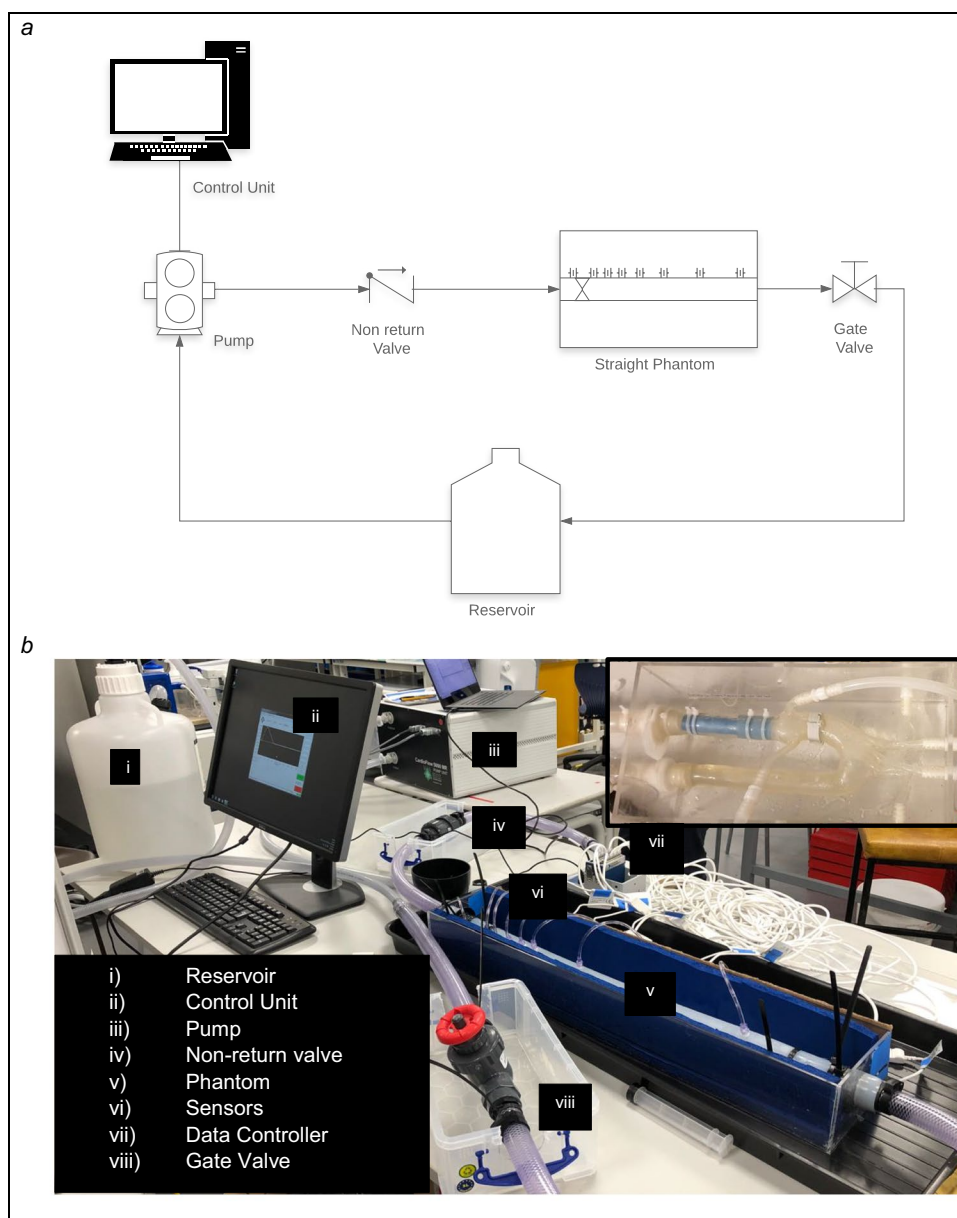 a
Control Unit
Pump
Non return
Valve
Straight Phantom
Gate
Valve
Reservoir
b
i
ii
iii
iv
v
vi
vii
viii
i) Reservoir
ii) Control Unit
iii) Pump
iv) Non-return valve
v) Phantom
vi) Sensors
vii) Data Controller
viii) Gate Valve